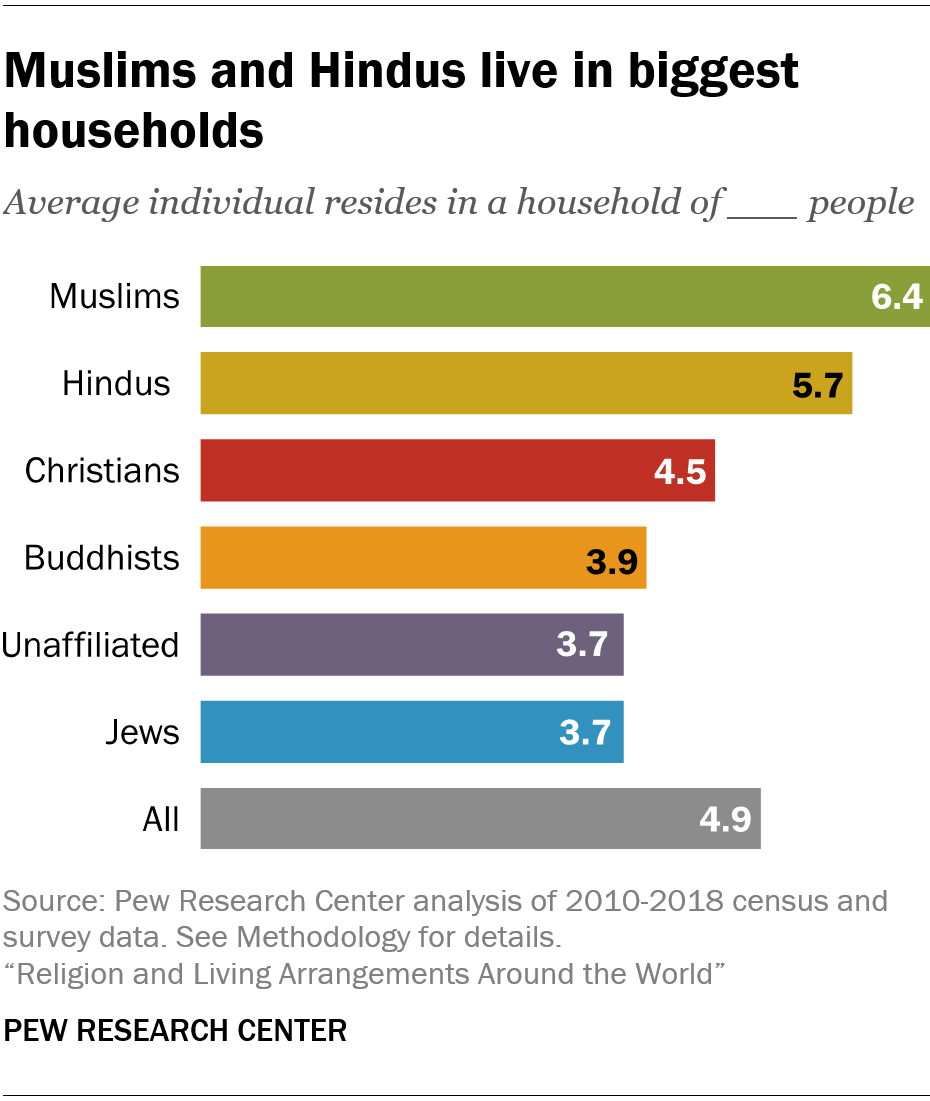 Muslims and Hindus live in biggest
households
Average individual resides in a household of ___ people
Muslims 6.4
Hindus 5.7
Christians 4.5
Buddhists 3.9
Unaffiliated 3.7
Jews 3.7
All 4.9
Source: Pew Research Center analysis of 2010-2018 census and
survey data. See Methodology for details.
“Religion and Living Arrangements Around the World”
PEW RESEARCH CENTER